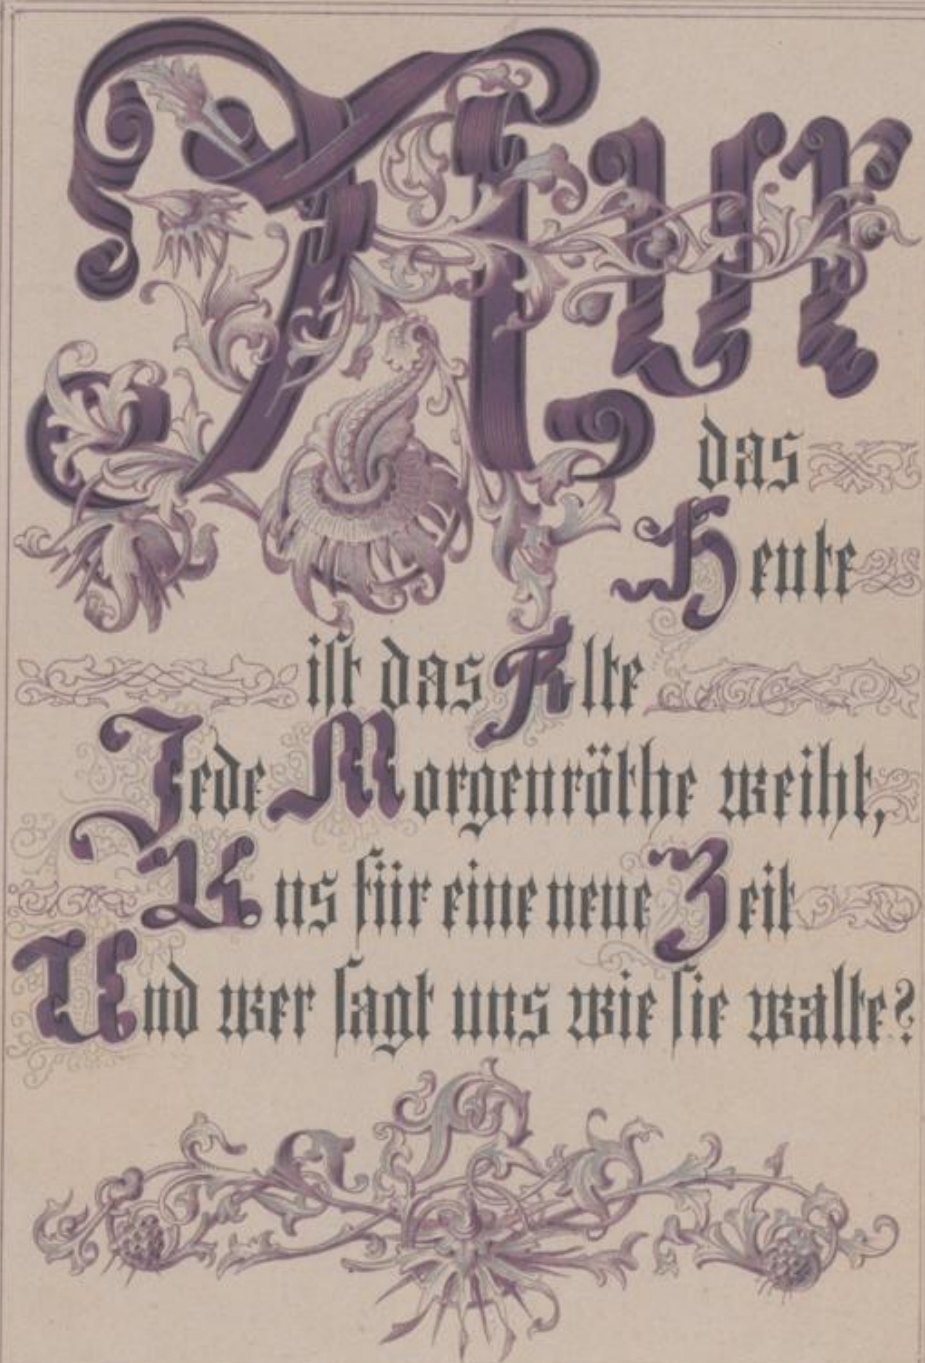 Nur
das
Heute
ist das Alte
Jede Morgenröthe weiht,
Uns für eine neue Zeit
Und wer sagt uns wie sie walte?